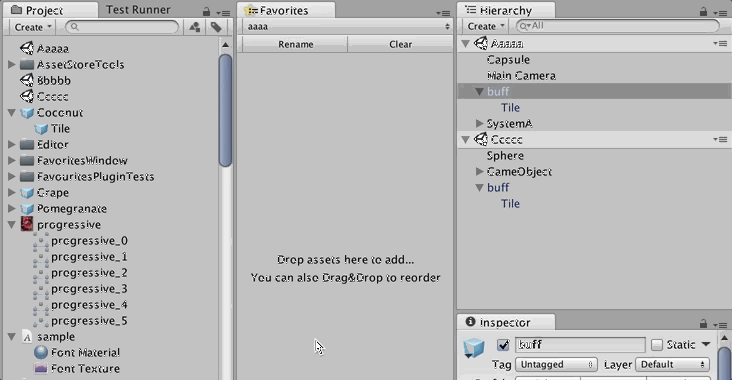 Project
Test Runner
Create
Aaaaa
AssetStoreTools
Bbbbb
Ccccc
Coconut
Tile
Editor
FavoritesWindow
FavouritesPluginTests
Grape
Pomegranate
progressive
progressive_0
progressive_1
progressive_2
progressive_3
progressive_4
progressive_5
sample
Font Material
Font Texture
Favorites
aaaa
Rename
Clear
Drop assets here to add...
You can also Drag&Drop to reorder
Hierarchy
Create
All
Aaaaa
Capsule
Main Camera
buff
Tile
SystemA
Ccccc
Sphere
GameObject
buff
Tile
Inspector
buff
Static
Tag Untagged Layer Default